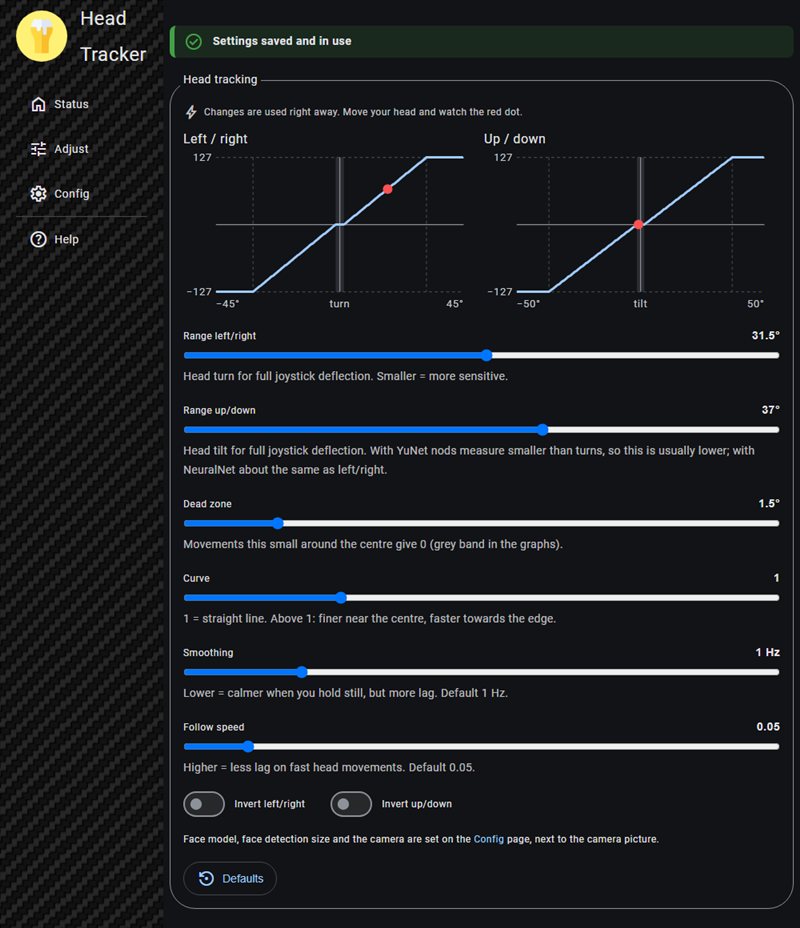 Head
Tracker
Status
Adjust
Config
Help
Settings saved and in use
Head tracking
Changes are used right away. Move your head and watch the red dot.
Left / right
127
−127
−45°
turn
45°
Up / down
127
−127
−50°
tilt
50°
Range left/right
31.5°
Head turn for full joystick deflection. Smaller = more sensitive.
Range up/down
37°
Head tilt for full joystick deflection. With YuNet nods measure smaller than turns, so this is usually lower; with
NeuralNet about the same as left/right.
Dead zone
1.5°
Movements this small around the centre give 0 (grey band in the graphs).
Curve
1
1 = straight line. Above 1: finer near the centre, faster towards the edge.
Smoothing
1 Hz
Lower = calmer when you hold still, but more lag. Default 1 Hz.
Follow speed
0.05
Higher = less lag on fast head movements. Default 0.05.
Invert left/right
Invert up/down
Face model, face detection size and the camera are set on the Config page, next to the camera picture.
Defaults